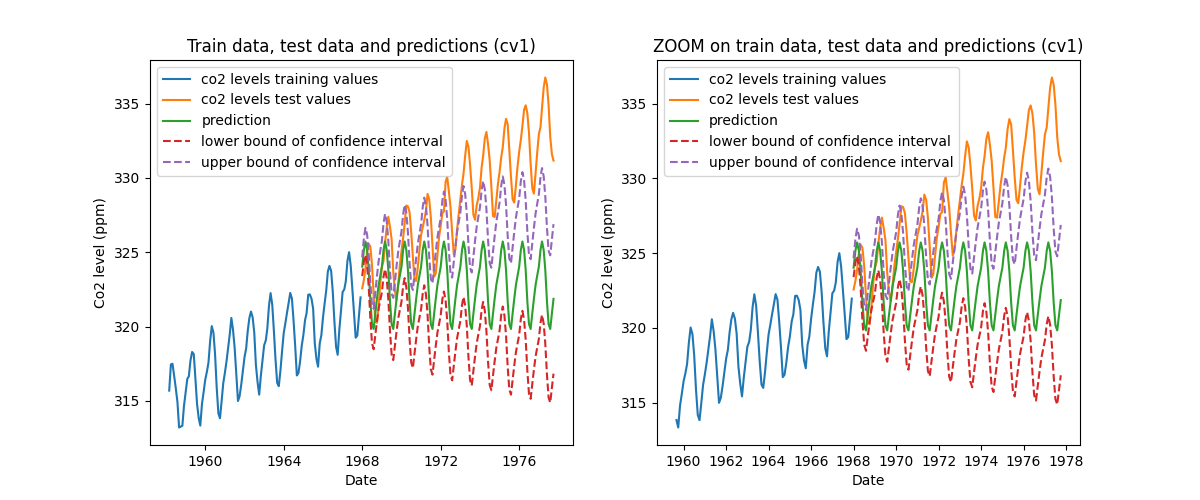 Train data, test data and predictions (cv1)
co2 levels training values
co2 levels test values
prediction
lower bound of confidence interval
upper bound of confidence interval
335
330
325
320
315
Co2 level (ppm)
1960
1964
1968
1972
1976
Date
ZOOM on train data, test data and predictions (cv1)
co2 levels training values
co2 levels test values
prediction
lower bound of confidence interval
upper bound of confidence interval
335
330
325
320
315
Co2 level (ppm)
1960
1962
1964
1966
1968
1970
1972
1974
1976
1978
Date